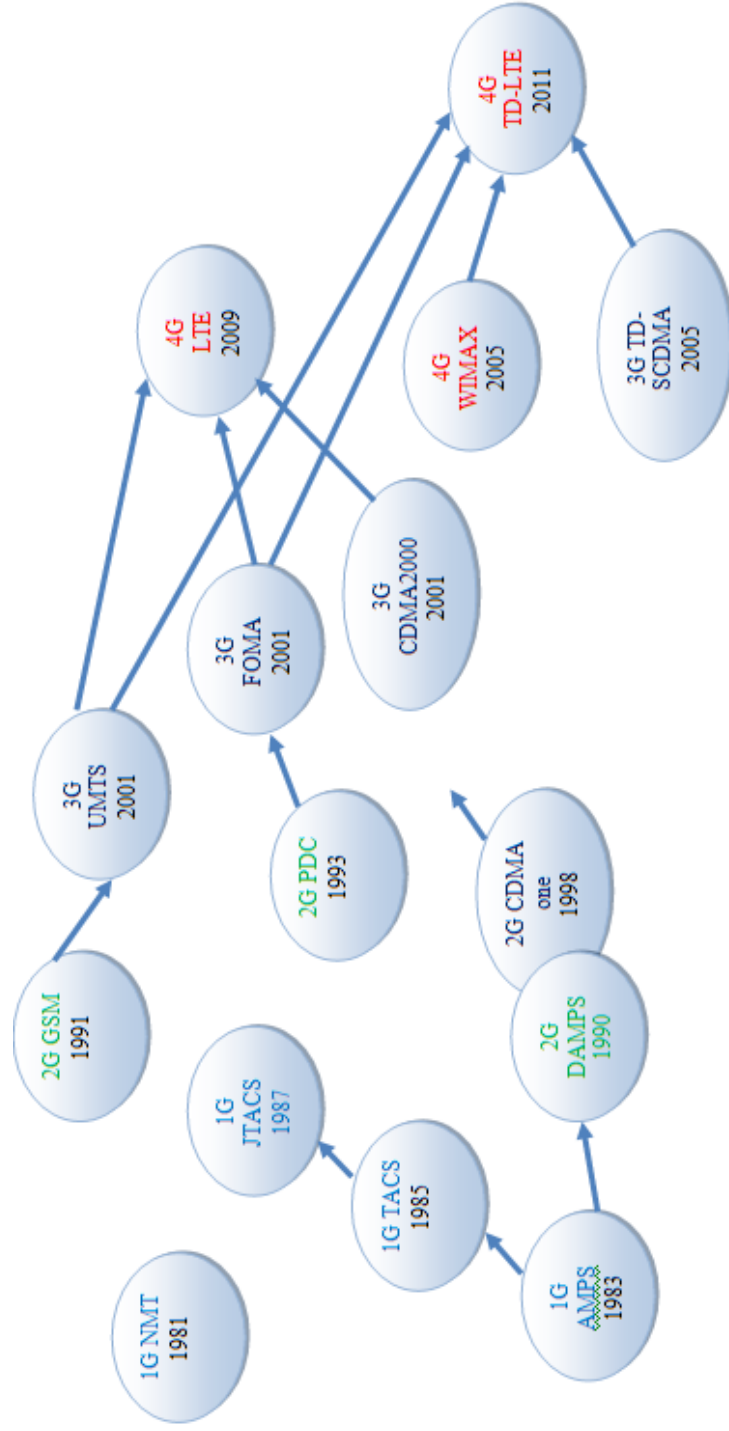 1G NMT
1981
1G
AMPS
1983
1G TACS
1985
1G
JTACS
1987
2G GSM
1991
2G
DAMPS
1990
2G PDC
1993
2G CDMA
one
1998
3G
UMTS
2001
3G
FOMA
2001
3G
CDMA2000
2001
4G
LTE
2009
4G
WIMAX
2005
3G TD-
SCDMA
2005
4G
TD-LTE
2011